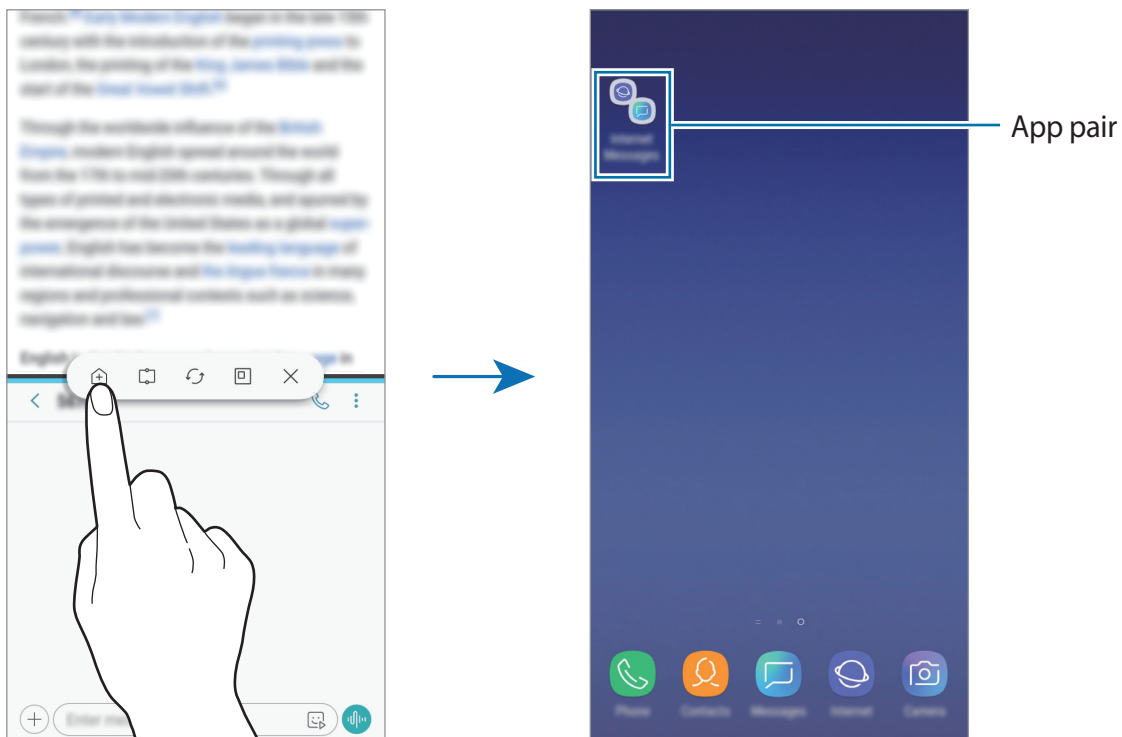 French. Early Modern English began in the late 15th
century with the introduction of the printing press to
London, the printing of the King James Bible and the
start of the Great Vowel Shift.
Through the worldwide influence of the British
Empire, modern English spread around the world
from the 17th to mid-20th centuries. Through all
types of printed and electronic media, and spurred by
the emergence of the United States as a global super-
power, English has become the leading language of
international discourse and the lingua franca in many
regions and professional contexts such as science,
navigation and law.
English in
Enter
Internet
Messages
App pair
Phone Contacts Messages Internet Camera